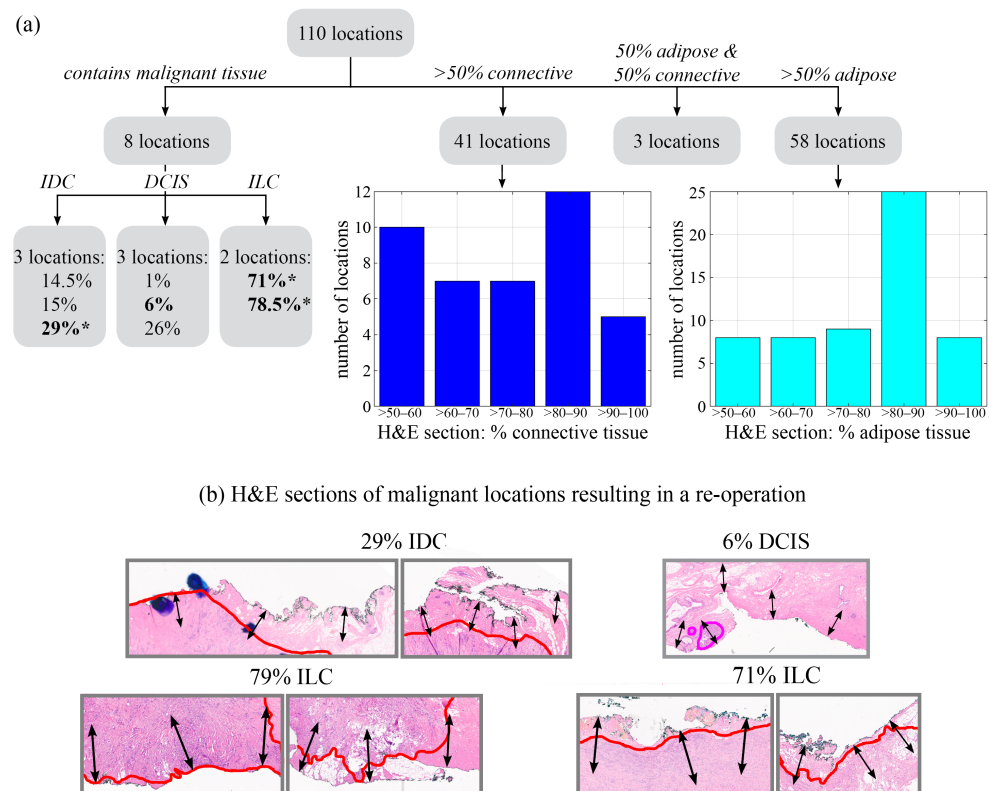 (a)
110 locations
contains malignant tissue
>50% connective
50% adipose &
50% connective
>50% adipose
8 locations
41 locations
3 locations
58 locations
IDC
DCIS
ILC
3 locations:
14.5%
15%
29%*
3 locations:
1%
6%
26%
2 locations:
71%*
78.5%*
number of locations
12
10
8
6
4
2
0
>50–60
>60–70
>70–80
>80–90
>90–100
H&E section: % connective tissue
number of locations
25
20
15
10
5
0
>50–60
>60–70
>70–80
>80–90
>90–100
H&E section: % adipose tissue
(b) H&E sections of malignant locations resulting in a re-operation
29% IDC
6% DCIS
79% ILC
71% ILC